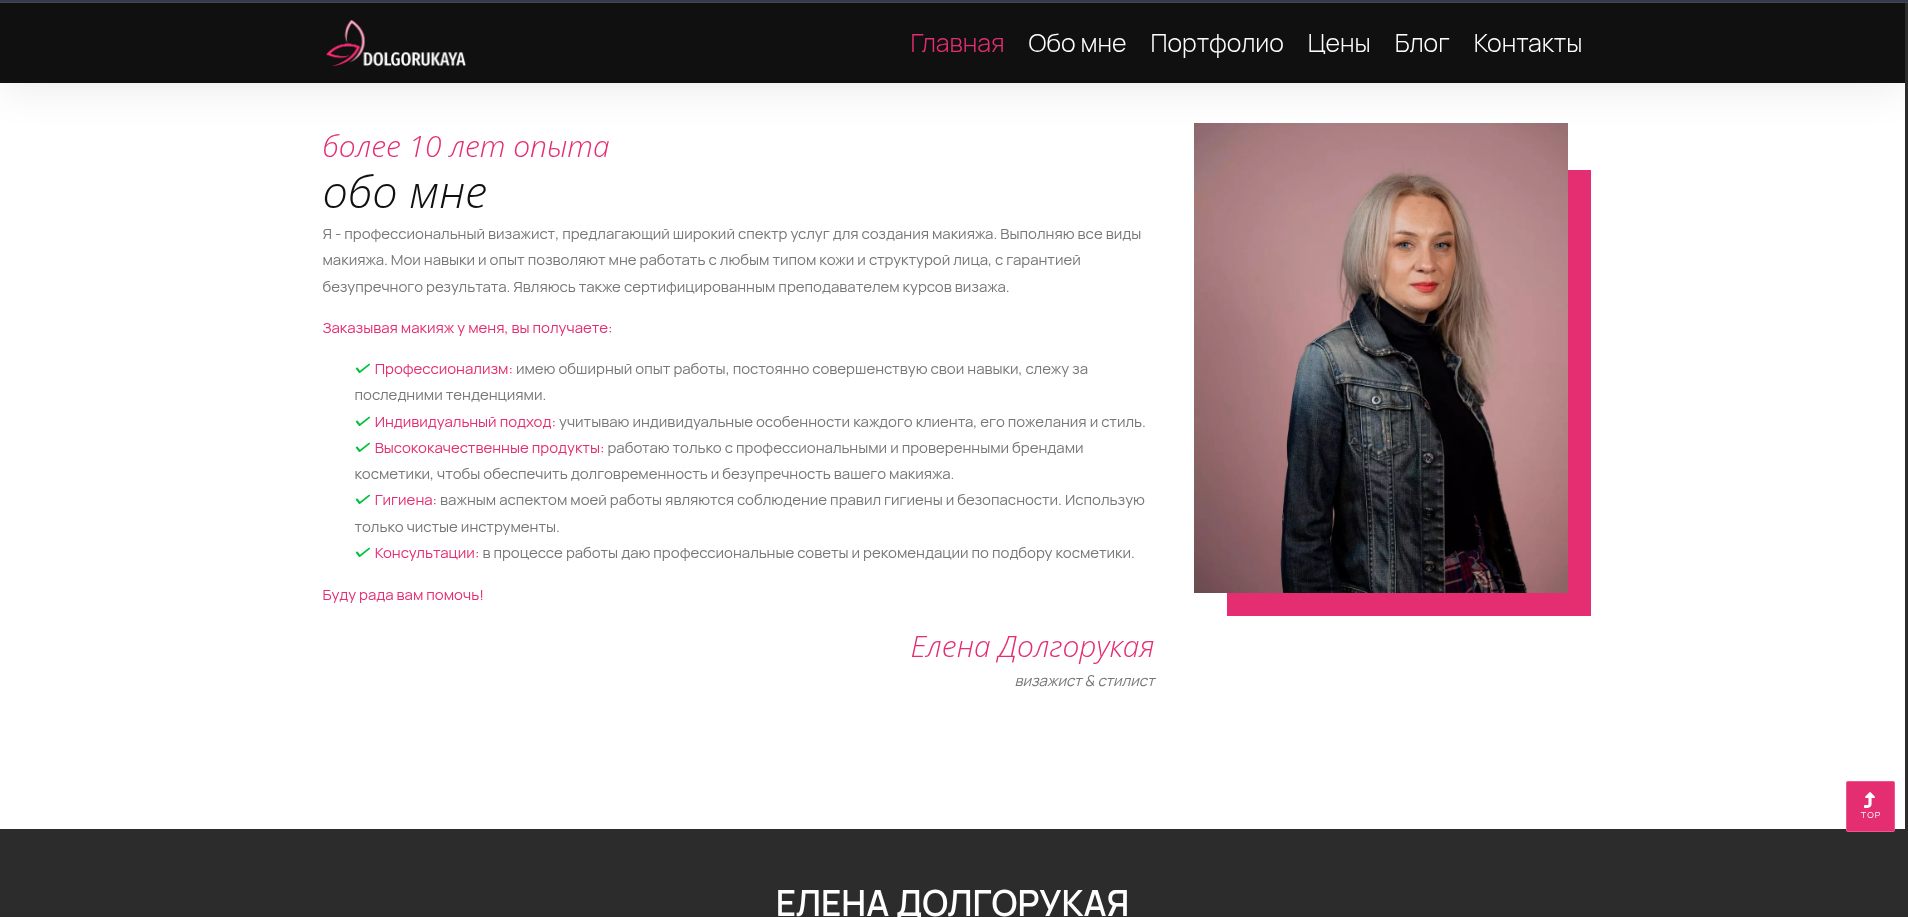 DOLGORUKAYA
Главная Обо мне Портфолио Цены Блог Контакты
более 10 лет опыта
обо мне
Я - профессиональный визажист, предлагающий широкий спектр услуг для создания макияжа. Выполняю все виды
макияжа. Мои навыки и опыт позволяют мне работать с любым типом кожи и структурой лица, с гарантией
безупречного результата. Являюсь также сертифицированным преподавателем курсов визажа.
Заказывая макияж у меня, вы получаете:
Профессионализм: имею обширный опыт работы, постоянно совершенствую свои навыки, слежу за
последними тенденциями.
Индивидуальный подход: учитываю индивидуальные особенности каждого клиента, его пожелания и стиль.
Высококачественные продукты: работаю только с профессиональными и проверенными брендами
косметики, чтобы обеспечить долговременность и безупречность вашего макияжа.
Гигиена: важным аспектом моей работы являются соблюдение правил гигиены и безопасности. Использую
только чистые инструменты.
Консультации: в процессе работы даю профессиональные советы и рекомендации по подбору косметики.
Буду рада вам помочь!
Елена Долгорукая
визажист & стилист
TOP
ЕЛЕНА ДОЛГОРУКАЯ